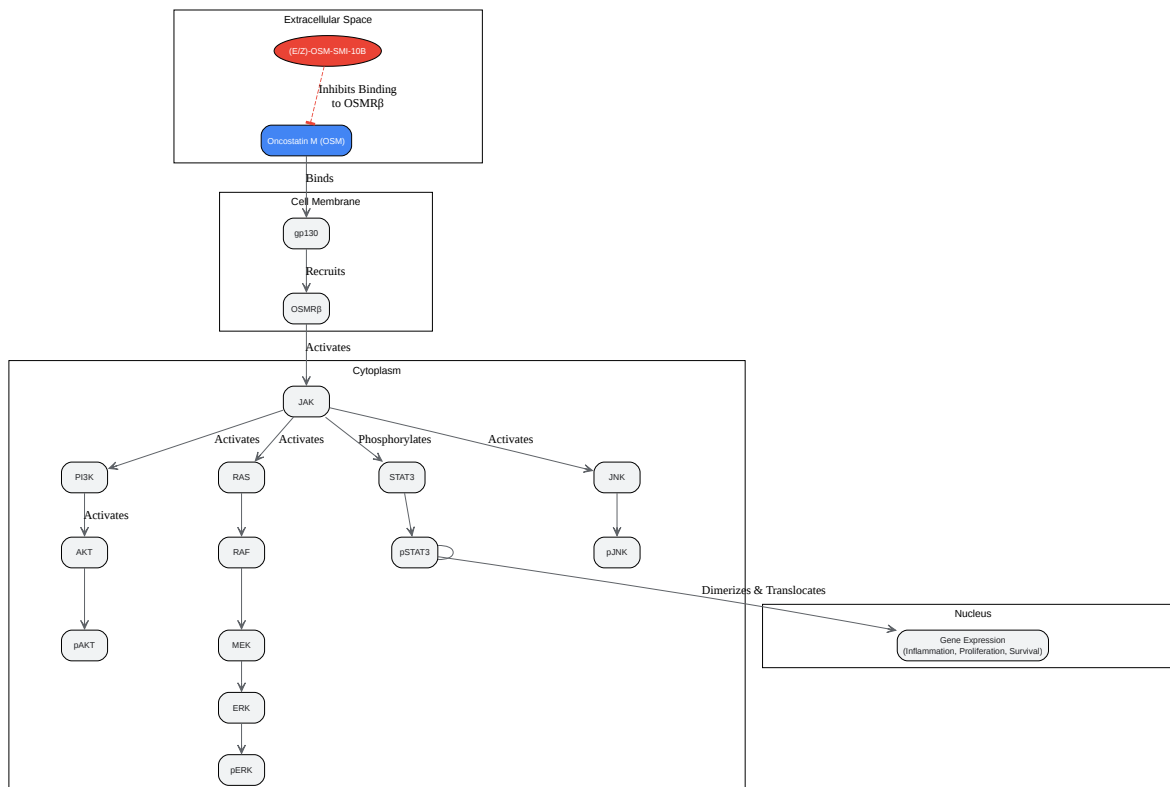 Extracellular Space
(E/Z)-OSM-SMI-10B
Inhibits Binding
to OSMRβ
Oncostatin M (OSM)
Binds
Cell Membrane
gp130
Recruits
OSMRβ
Activates
Cytoplasm
JAK
Activates
Activates
Phosphorylates
Activates
PI3K
RAS
STAT3
JNK
Activates
AKT
RAF
pSTAT3
pJNK
Dimerizes & Translocates
Nucleus
Gene Expression
(Inflammation, Proliferation, Survival)
pAKT
MEK
ERK
pERK